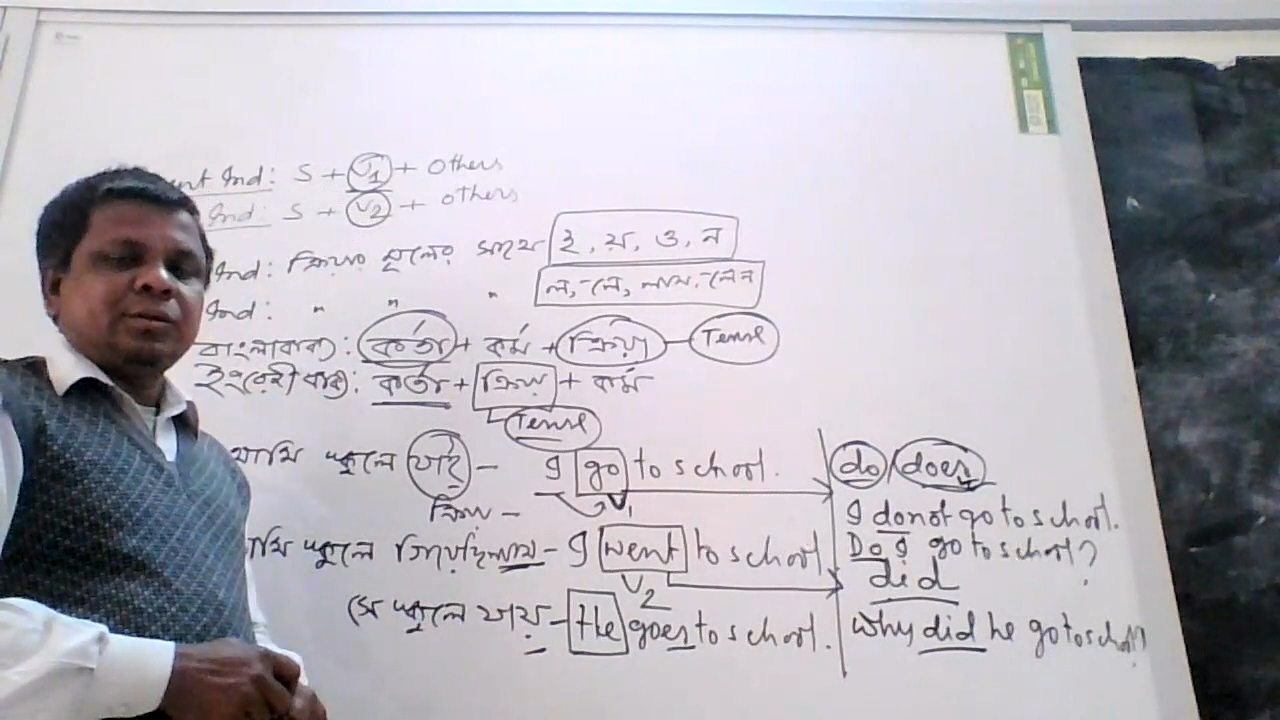 Ind: S + V1 + others
Ind: S + V2 + others
Ind: ক্রিয়ার মূলের সাথে ই, য়, ও, ন
Ind: " " " ল, লে, লাম, লেন
বাংলাবাক্য: কর্তা + কর্ম + ক্রিয়া – Tense
ইংরেজী বাক্য: কর্তা + ক্রিয়া + কর্ম
Tense
আমি স্কুলে যাই – I go to school.
do / does
ক্রিয়া – V1
I do not go to school.
আমি স্কুলে গিয়েছিলাম – I went to school
Do I go to school?
V2
did
সে স্কুলে যায় – He goes to school.
Why did he go to school?